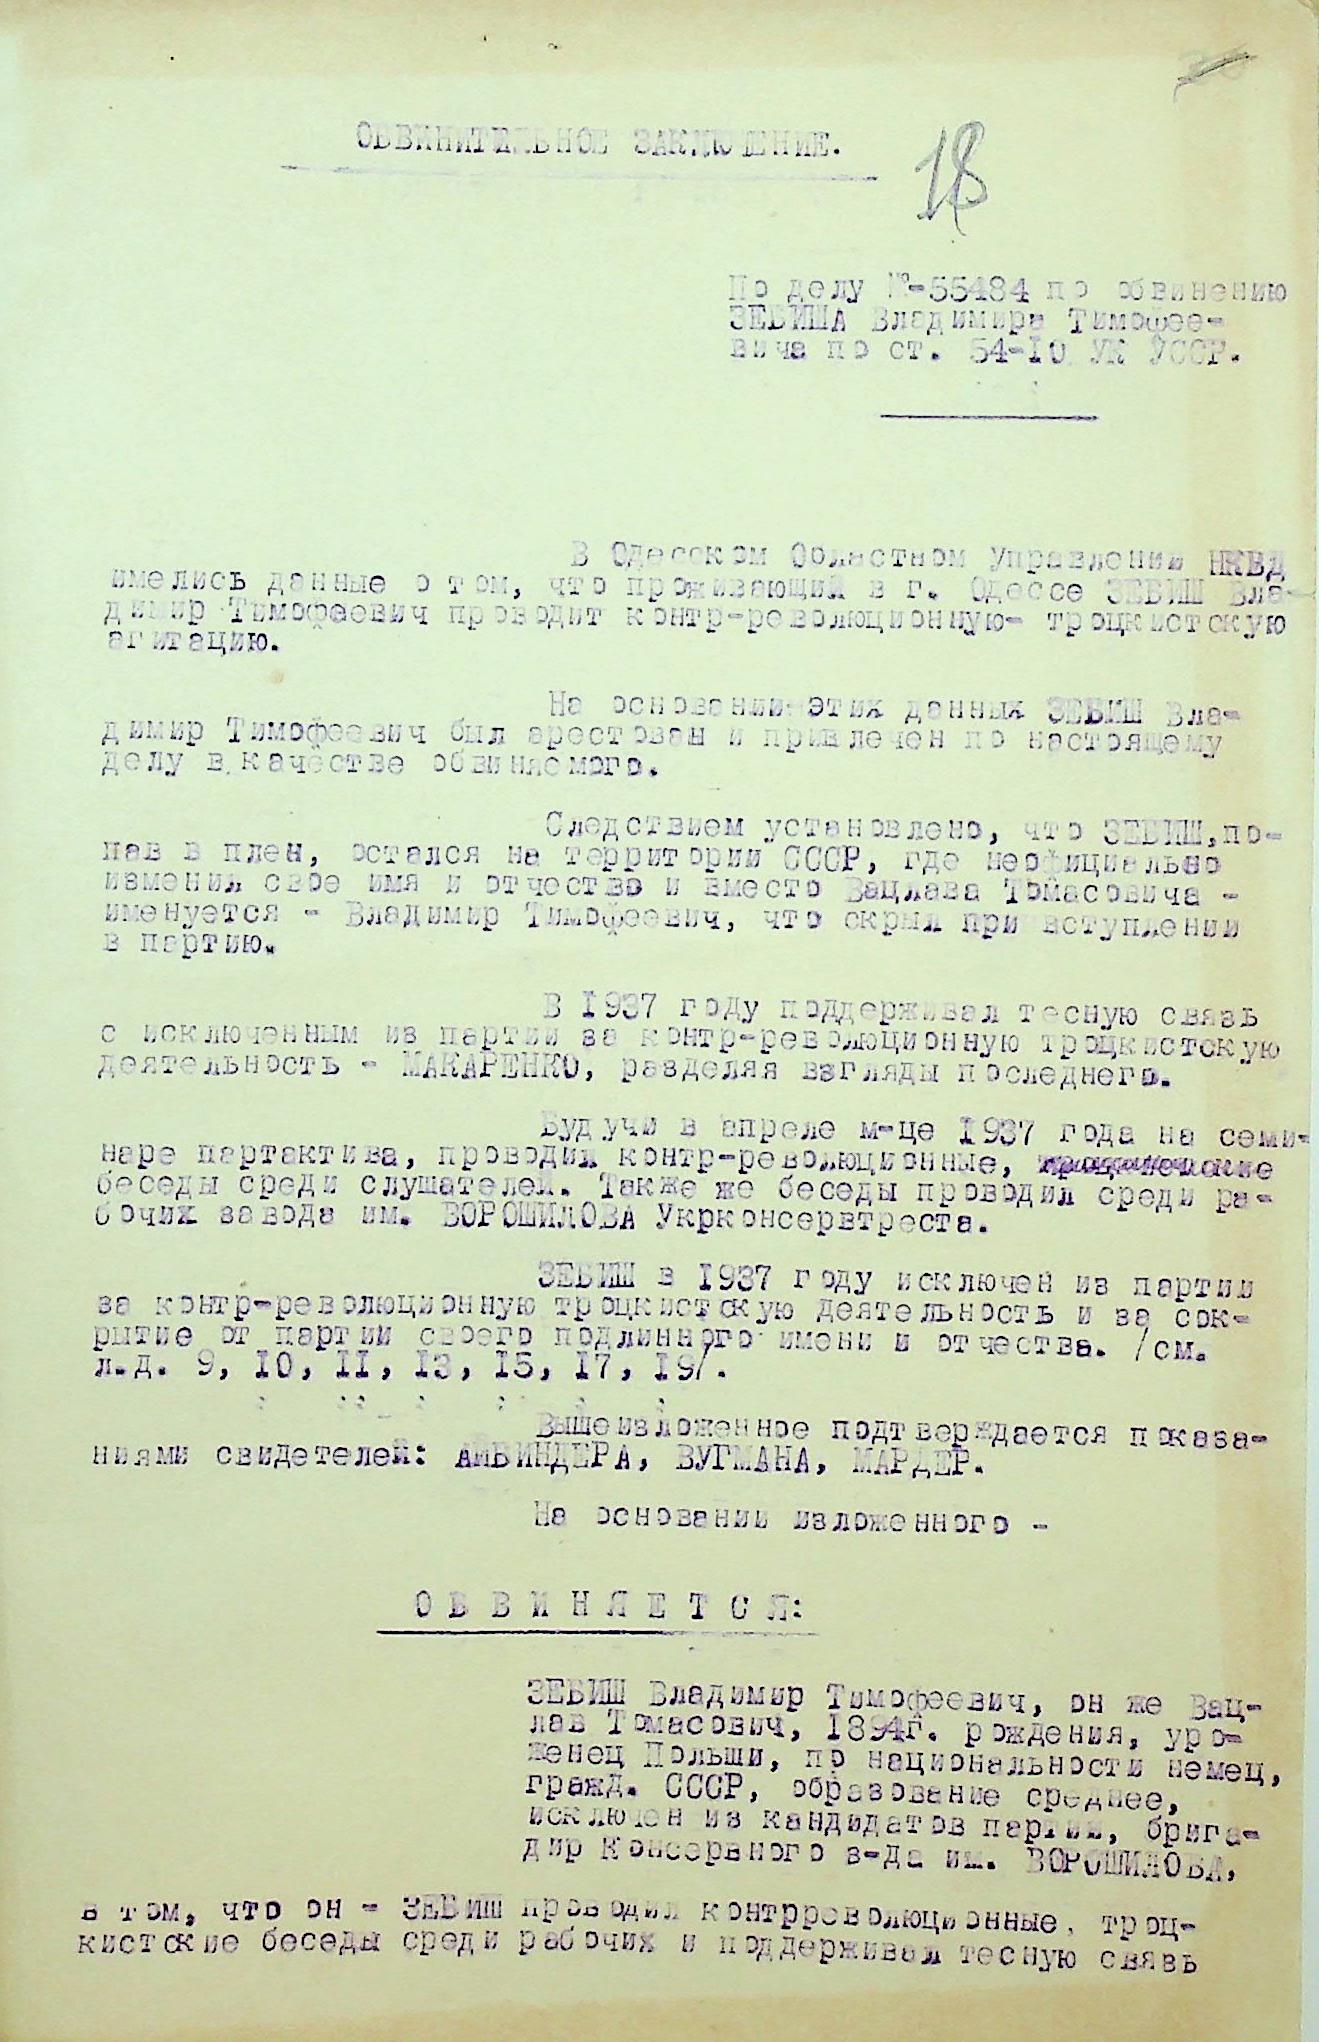 ОБВИНИТЕЛЬНОЕ ЗАКЛЮЧЕНИЕ.
18
По делу №-55484 по обвинению
ЗЕБИША Владимира Тимофее-
вича по ст. 54-10 УК УССР.
В Одесском Областном Управлении НКВД
имелись данные о том, что проживающий в г. Одессе ЗЕБИШ Вла-
димир Тимофеевич проводит контр-революционную- троцкистскую
агитацию.
На основании этих данных ЗЕБИШ Вла-
димир Тимофеевич был арестован и привлечен по настоящему
делу в качестве обвиняемого.
Следствием установлено, что ЗЕБИШ,по-
пав в плен, остался на территории СССР, где неофициально
изменил свое имя и отчество и вместо Вацлава Томасовича -
именуется - Владимир Тимофеевич, что скрыл при вступлении
в партию.
В 1937 году поддерживал тесную связь
с исключенным из партии за контр-революционную троцкистскую
деятельность - МАКАРЕНКО, разделяя взгляды последнего.
Будучи в апреле м-це 1937 года на семи-
наре партактива, проводил контр-революционные,
беседы среди слушателей. Также же беседы проводил среди ра-
бочих завода им. ВОРОШИЛОВА Укрконсервтреста.
ЗЕБИШ в 1937 году исключен из партии
за контр-революционную троцкистскую деятельность и за сок-
рытие от партии своего подлинного имени и отчества. /см.
л.д. 9, 10, 11, 13, 15, 17, 19/.
Вышеизложенное подтверждается показа-
ниями свидетелей: АЙБИНДЕРА, ВУГМАНА, МАРДЕР.
На основании изложенного -
ОБВИНЯЕТСЯ:
ЗЕБИШ Владимир Тимофеевич, он же Вац-
лав Томасович, 1894г. рождения, уро-
женец Польши, по национальности немец,
гражд. СССР, образование среднее,
исключен из кандидатов партии, брига-
дир Консервного з-да им. ВОРОШИЛОВА,
в том, что он - ЗЕБИШ проводил контрреволюционные, троц-
кистские беседы среди рабочих и поддерживал тесную связь